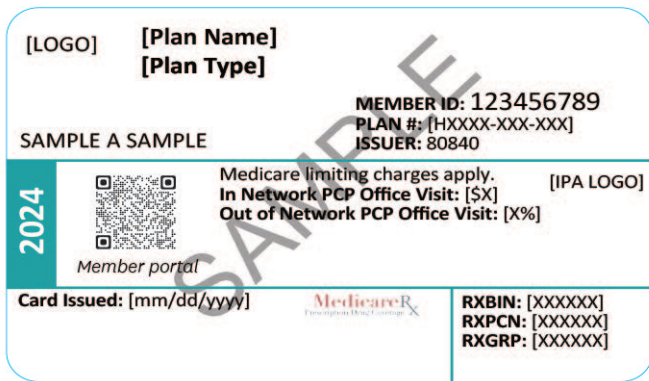 [LOGO]
[Plan Name]
[Plan Type]
MEMBER ID: 123456789
PLAN #: [HXXXX-XXX-XXX]
ISSUER: 80840
SAMPLE A SAMPLE
2024
Medicare limiting charges apply.
In Network PCP Office Visit: [$X]
Out of Network PCP Office Visit: [X%]
[IPA LOGO]
Member portal
Card Issued: [mm/dd/yyyy]
MedicareRx
Prescription Drug Coverage
RXBIN: [XXXXXX]
RXPCN: [XXXXXX]
RXGRP: [XXXXXX]
SAMPLE